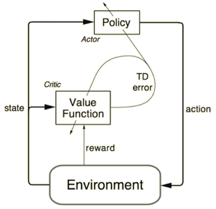 Policy
Actor
Critic
TD
error
state
Value
Function
action
reward
Environment